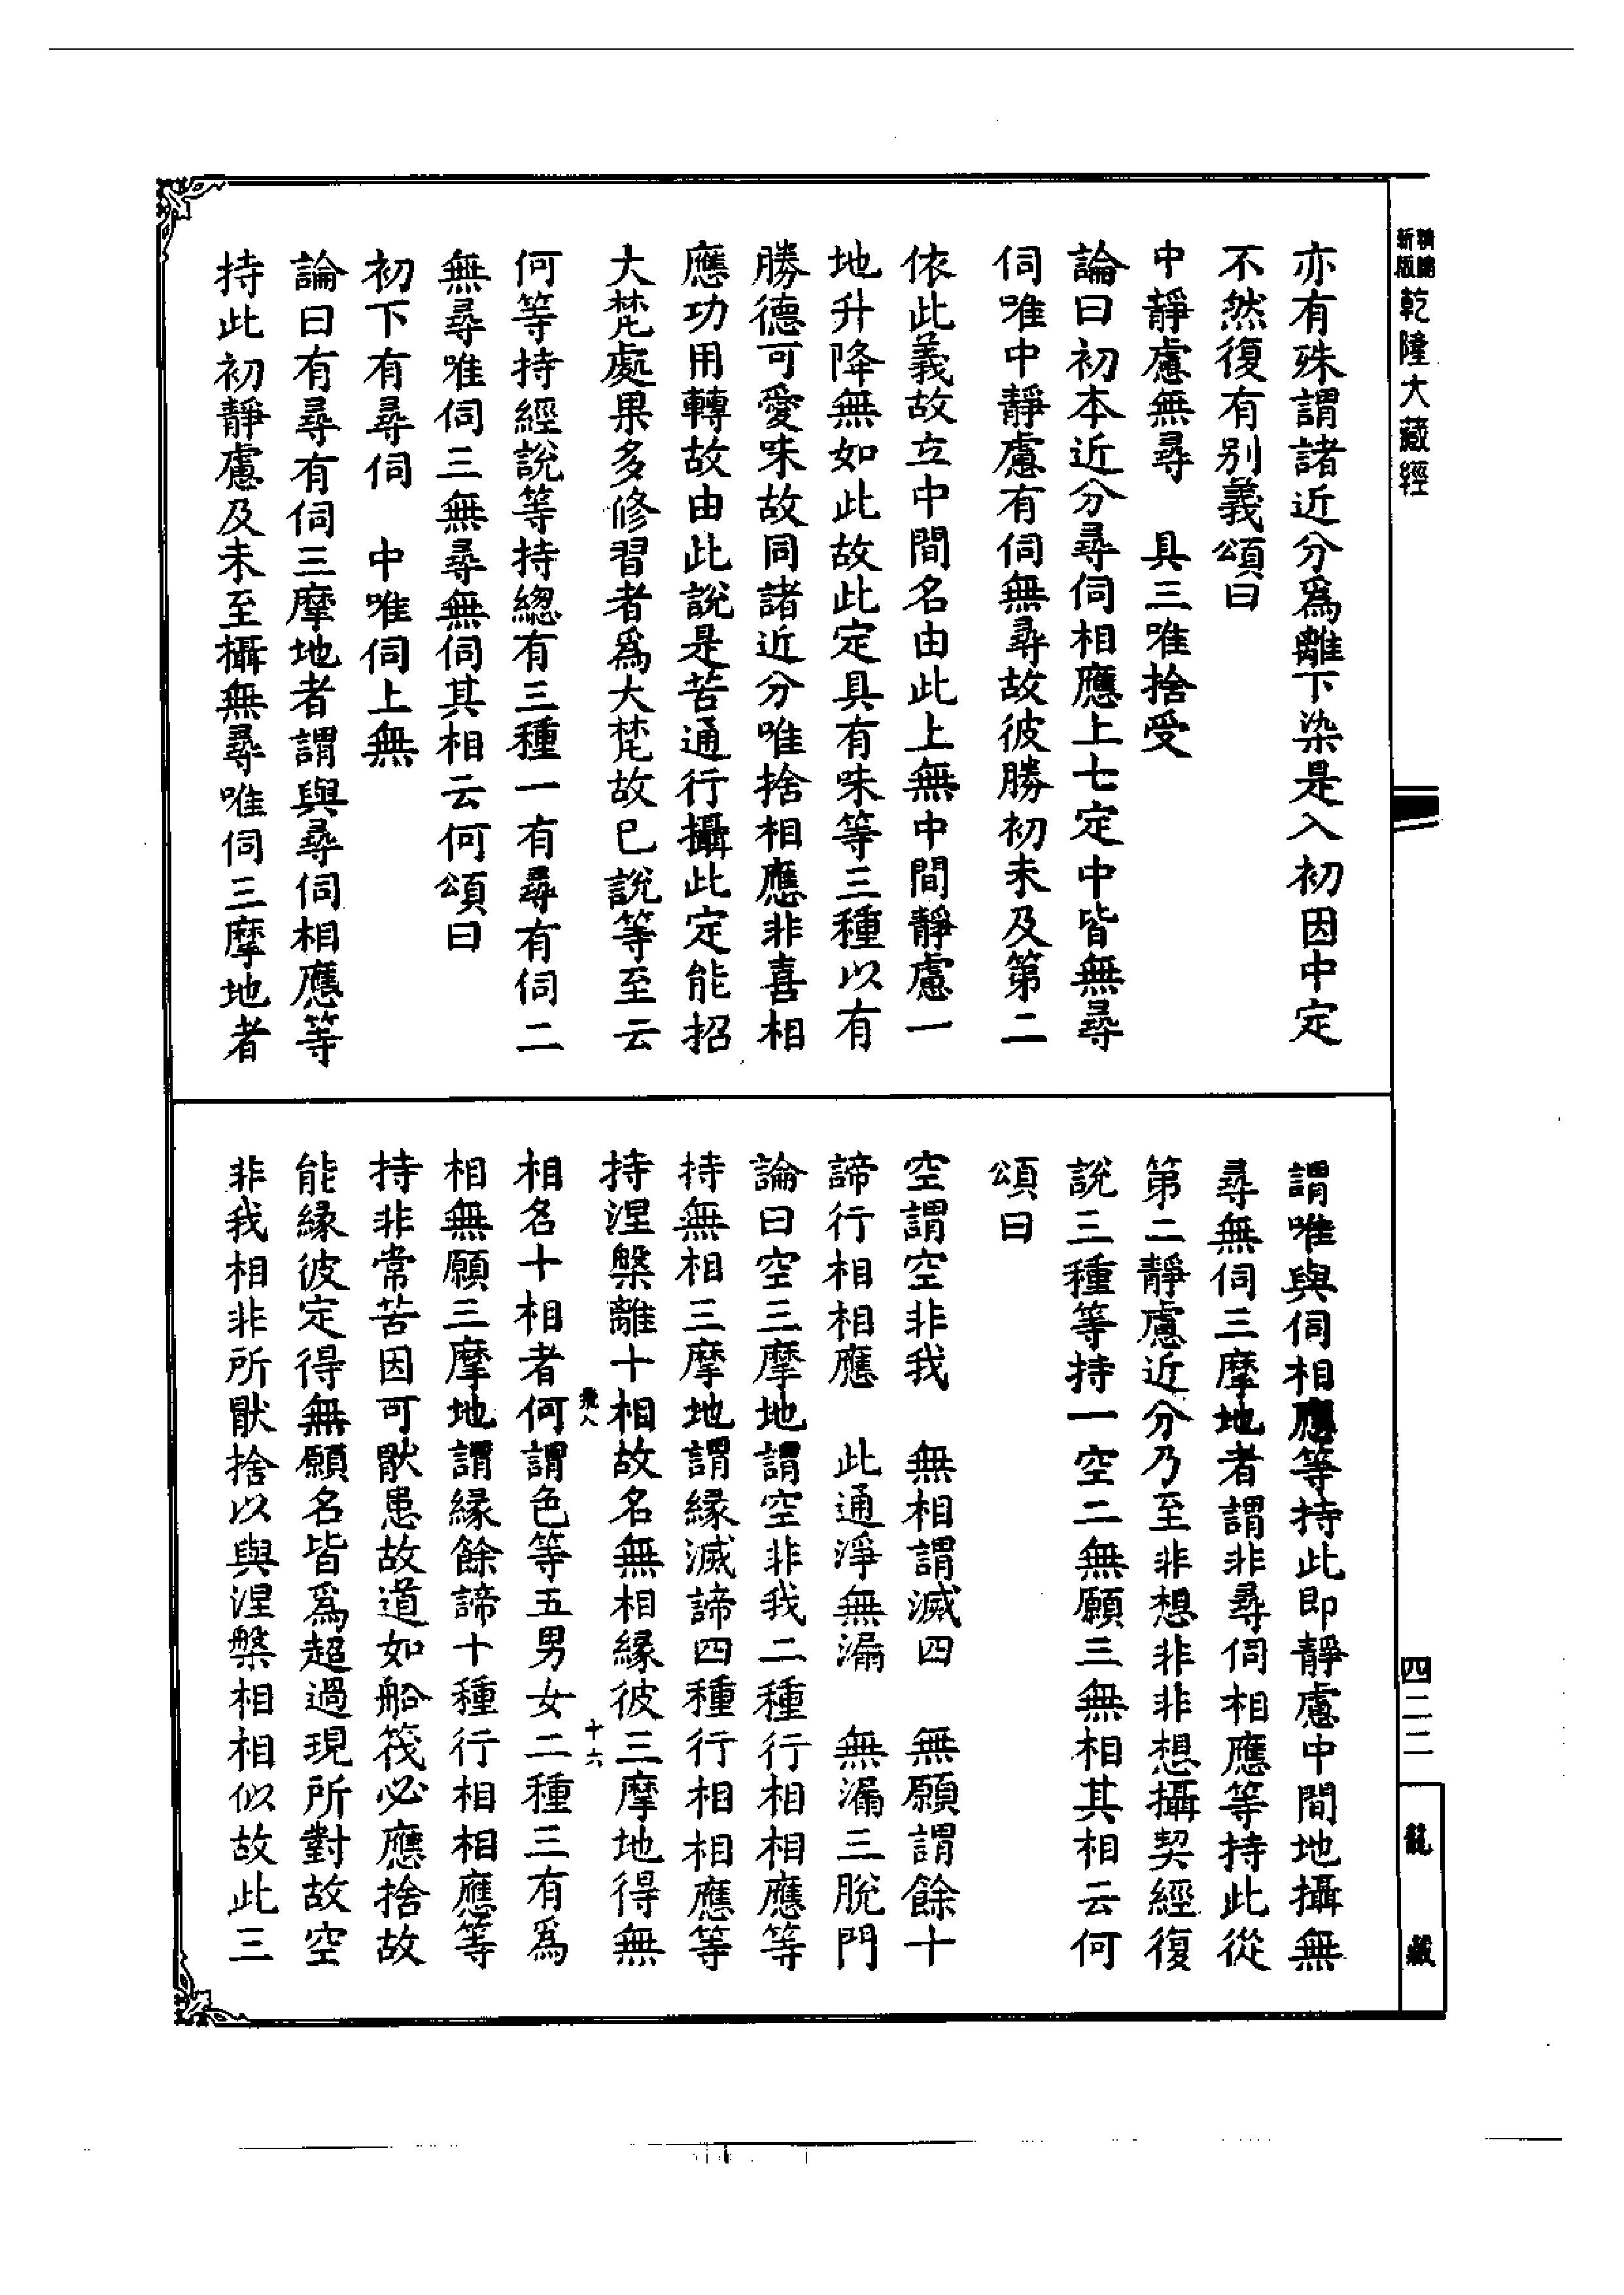 乾隆大藏經
亦有殊謂諸近分爲離下染是入初因中定
不然復有别義頌曰
中靜慮無尋　具三唯捨受
論曰初本近分尋伺相應上七定中皆無尋
伺唯中靜慮有伺無尋故彼勝初未及第二
依此義故立中間名由此上無中間靜慮一
地升降無如此故此定具有味等三種以有
勝德可愛味故同諸近分唯捨相應非喜相
應功用轉故由此說是苦通行攝此定能招
大梵處果多修習者爲大梵故已說等至云
何等持經說等持總有三種一有尋有伺二
無尋唯伺三無尋無伺其相云何頌曰
初下有尋伺　中唯伺上無
論曰有尋有伺三摩地者謂與尋伺相應等
持此初靜慮及未至攝無尋唯伺三摩地者
謂唯與伺相應等持此即靜慮中間地攝無
尋無伺三摩地者謂非尋伺相應等持此從
第二靜慮近分乃至非想非非想攝契經復
說三種等持一空二無願三無相其相云何
頌曰
空謂空非我　無相謂滅四　無願謂餘十
諦行相相應　此通淨無漏　無漏三脫門
論曰空三摩地謂空非我二種行相相應等
持無相三摩地謂緣滅諦四種行相相應等
持涅槃離十相故名無相緣彼三摩地得無
十六
相名十相者何謂色等五男女二種三有爲
相無願三摩地謂緣餘諦十種行相相應等
持非常苦因可猒患故道如船筏必應捨故
能緣彼定得無願名皆爲超過現所對故空
非我相非所猒捨以與涅槃相相似故此三
四二二
龍藏